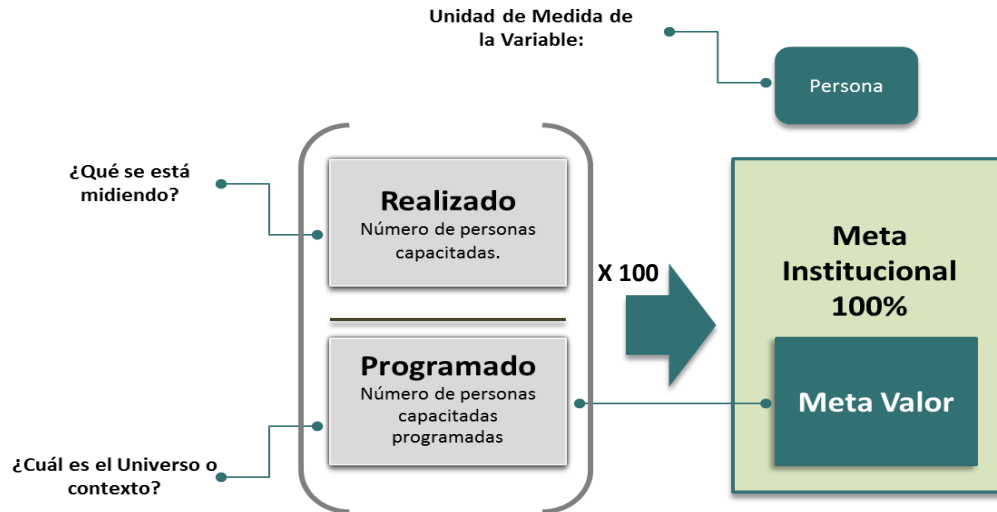 Unidad de Medida de
la Variable:
Persona
¿Qué se está
midiendo?
Realizado
Número de personas
capacitadas.
X 100
Meta
Institucional
100%
Programado
Número de personas
capacitadas
programadas
Meta Valor
¿Cuál es el Universo o
contexto?